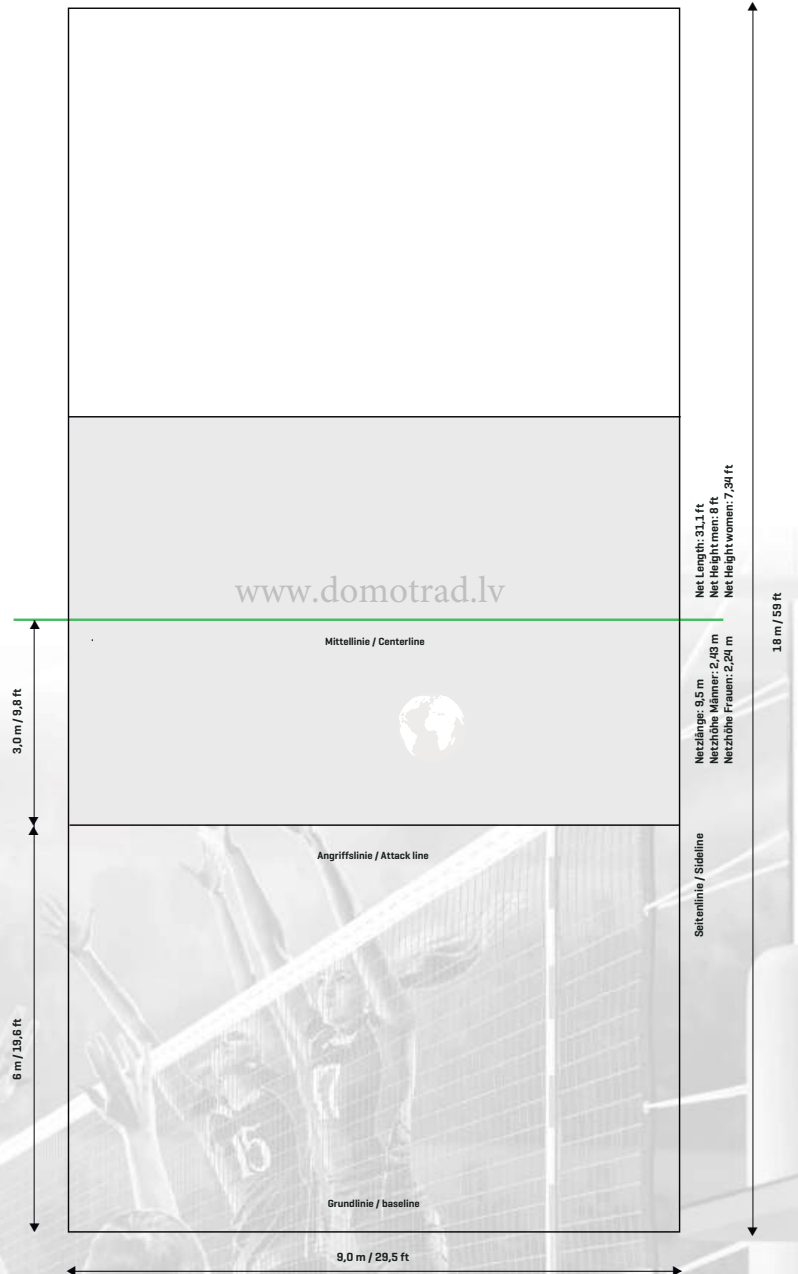 Net Length: 31,1 ft
Net Height men: 8 ft
Net Height women: 7,34 ft
www.domotrad.lv
18 m / 59 ft
Mittellinie / Centerline
3,0 m / 9,8 ft
Netzlänge: 9,5 m
Netzhöhe Männer: 2,43 m
Netzhöhe Frauen: 2,24 m
Angriffslinie / Attack line
Seitenlinie / Sideline
6 m / 19,6 ft
15
17
Grundlinie / baseline
9,0 m / 29,5 ft